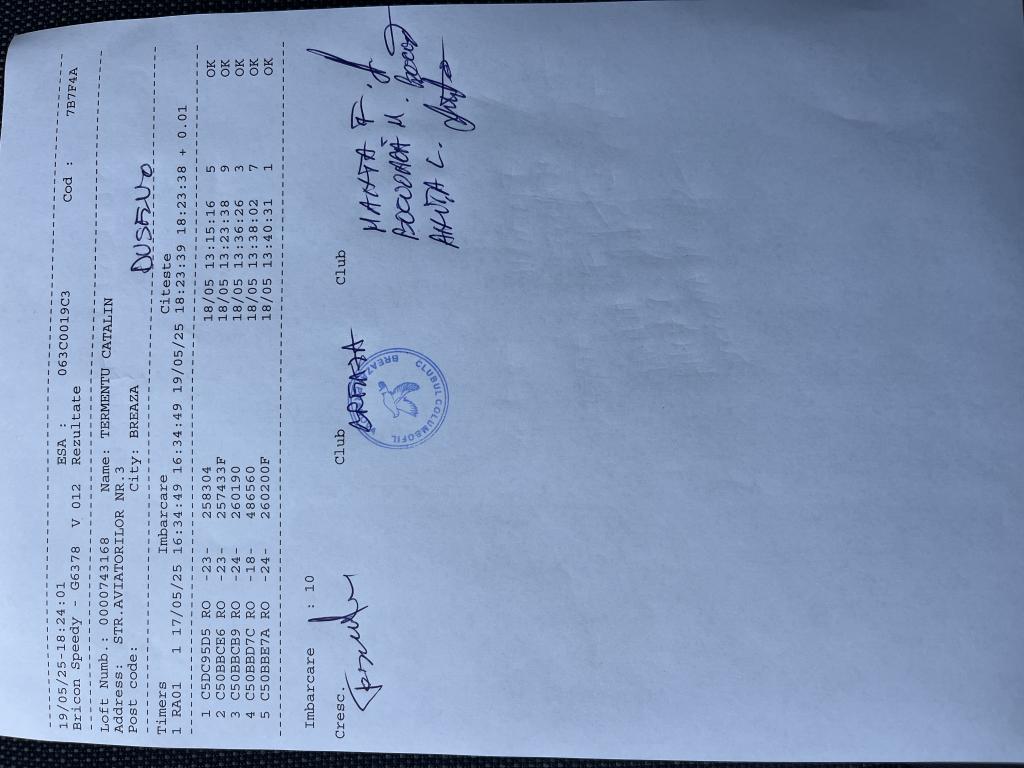 19/05/25-18:24:01 ESA : 063C0019C3 Cod : 7B7F4A
Bricon Speedy - G6378 V 012 Rezultate
Loft Numb.: 0000743168 Name: TERMENTU CATALIN
Address: STR.AVIATORILOR NR.3
Post code: City: BREAZA
DUSEVO
Timers Imbarcare Citeste
1 RA01 1 17/05/25 16:34:49 16:34:49 19/05/25 18:23:39 18:23:38 + 0.01
1 C5DC95D5 RO -23- 258304 18/05 13:15:16 5 OK
2 C50BBCE6 RO -23- 257433F 18/05 13:23:38 9 OK
3 C50BBCB9 RO -24- 260190 18/05 13:36:26 3 OK
4 C50BBD7C RO -18- 486560 18/05 13:38:02 7 OK
5 C50BBE7A RO -24- 260200F 18/05 13:40:31 1 OK
Imbarcare : 10
Cresc. Club Club
BREAZA
CLUBUL COLUMBOFIL BREAZA
MANTA F.
BOCIOACĂ M.
ANUTA C.